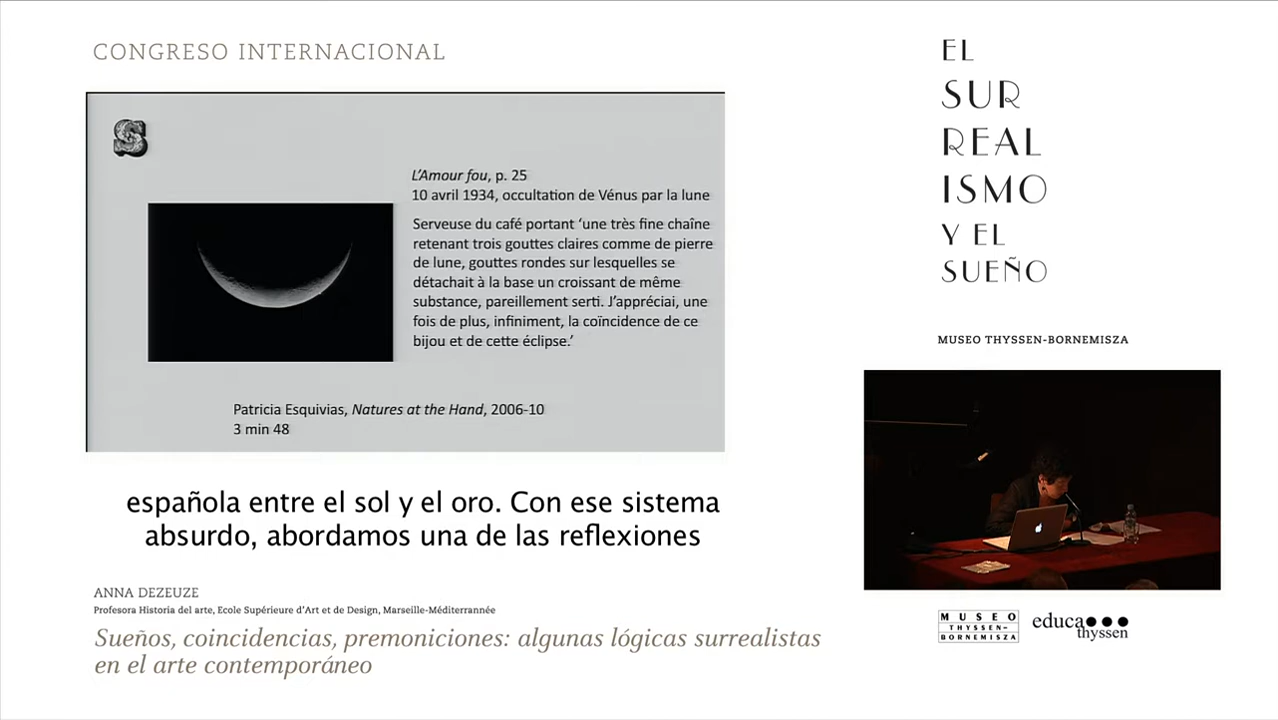 CONGRESO INTERNACIONAL
S
L'Amour fou, p. 25
10 avril 1934, occultation de Vénus par la lune
Serveuse du café portant ‘une très fine chaîne
retenant trois gouttes claires comme de pierre
de lune, gouttes rondes sur lesquelles se
détachait à la base un croissant de même
substance, pareillement serti. J'appréciai, une
fois de plus, infiniment, la coïncidence de ce
bijou et de cette éclipse.’
Patricia Esquivias, Natures at the Hand, 2006-10
3 min 48
española entre el sol y el oro. Con ese sistema
absurdo, abordamos una de las reflexiones
ANNA DEZEUZE
Profesora Historia del arte, Ecole Supérieure d'Art et de Design, Marseille-Méditerrannée
Sueños, coincidencias, premoniciones: algunas lógicas surrealistas
en el arte contemporáneo
EL
SUR
REAL
ISMO
Y EL
SUEÑO
MUSEO THYSSEN-BORNEMISZA
MUSEO
THYSSEN-
BORNEMISZA
educa
thyssen